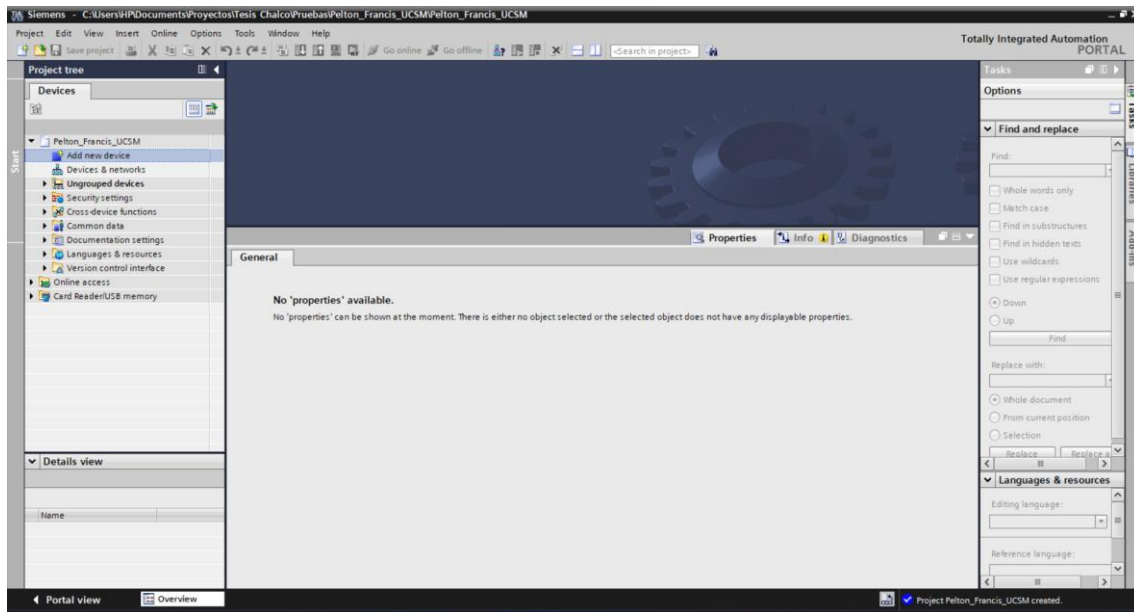 Siemens - C:\Users\HP\Documents\Proyectos\Tesis Chalco\Pruebas\Pelton_Francis_UCSM\Pelton_Francis_UCSM
Project Edit View Insert Online Options Tools Window Help
Save project Go online Go offline <Search in project>
Totally Integrated Automation
PORTAL
Start
Project tree
Devices
Pelton_Francis_UCSM
Add new device
Devices & networks
Ungrouped devices
Security settings
Cross-device functions
Common data
Documentation settings
Languages & resources
Version control interface
Online access
Card Reader/USB memory
Details view
Name
Properties Info Diagnostics
General
No 'properties' available.
No 'properties' can be shown at the moment. There is either no object selected or the selected object does not have any displayable properties.
Tasks
Options
Find and replace
Find:
Whole words only
Match case
Find in substructures
Find in hidden texts
Use wildcards
Use regular expressions
Down
Up
Find
Replace with:
Whole document
From current position
Selection
Replace Replace a
Languages & resources
Editing language:
Reference language:
Tasks
Libraries
Add-ins
Portal view Overview
Project Pelton_Francis_UCSM created.